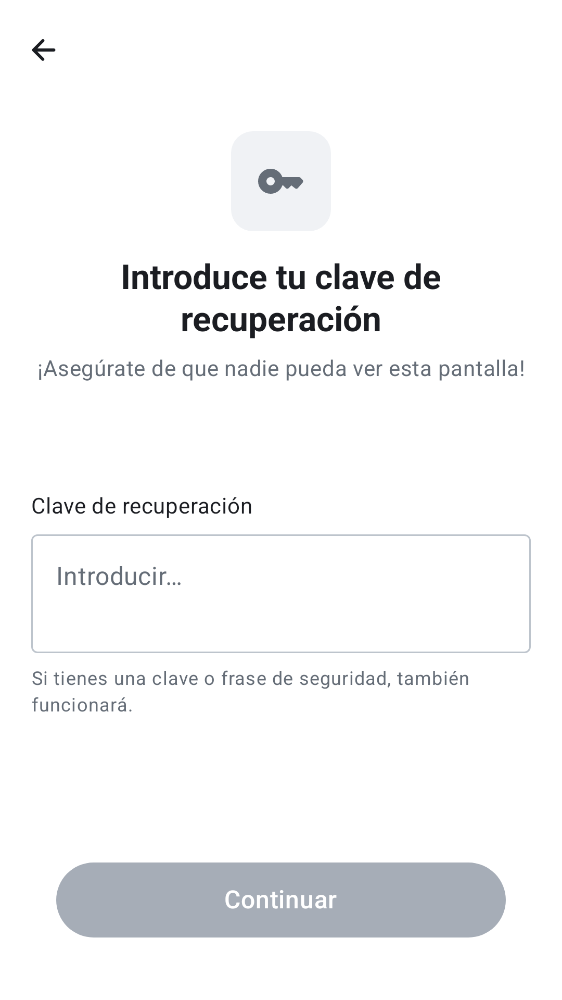 Introduce tu clave de
recuperación
¡Asegúrate de que nadie pueda ver esta pantalla!
Clave de recuperación
Introducir...
Si tienes una clave o frase de seguridad, también
funcionará.
Continuar